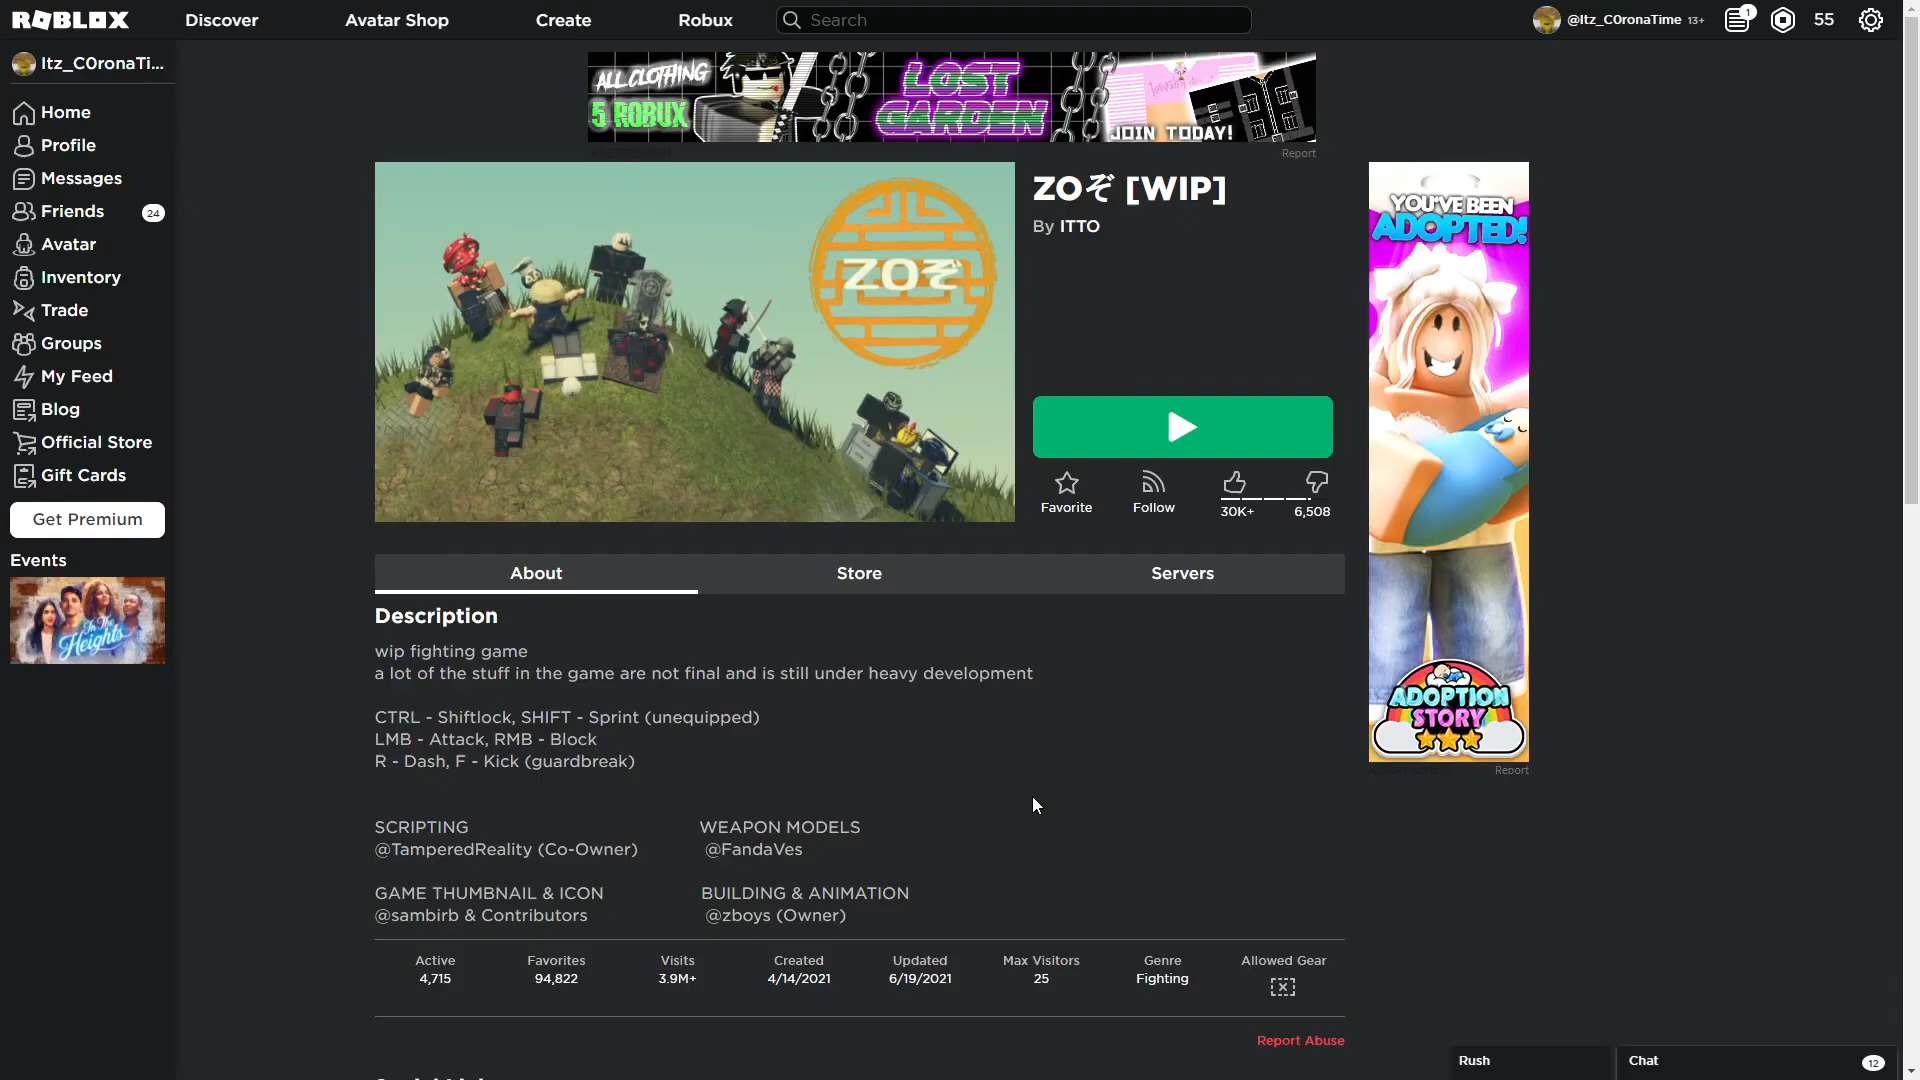 ROBLOX
Discover
Avatar Shop
Create
Robux
Search
@Itz_C0ronaTime 13+
1
55
Itz_C0ronaTi...
Home
Profile
Messages
Friends
24
Avatar
Inventory
Trade
Groups
My Feed
Blog
Official Store
Gift Cards
Get Premium
Events
In The
Heights
ALL CLOTHING
5 ROBUX
LOST
GARDEN
JOIN TODAY!
Report
ZOぞ
ZOぞ [WIP]
By ITTO
Favorite
Follow
30K+
6,508
YOU'VE BEEN
ADOPTED!
ADOPTION
STORY
Report
About
Store
Servers
Description
wip fighting game
a lot of the stuff in the game are not final and is still under heavy development
CTRL - Shiftlock, SHIFT - Sprint (unequipped)
LMB - Attack, RMB - Block
R - Dash, F - Kick (guardbreak)
SCRIPTING WEAPON MODELS
@TamperedReality (Co-Owner) @FandaVes
GAME THUMBNAIL & ICON BUILDING & ANIMATION
@sambirb & Contributors @zboys (Owner)
Active Favorites Visits Created Updated Max Visitors Genre Allowed Gear
4,715 94,822 3.9M+ 4/14/2021 6/19/2021 25 Fighting
Report Abuse
Rush
Chat
12